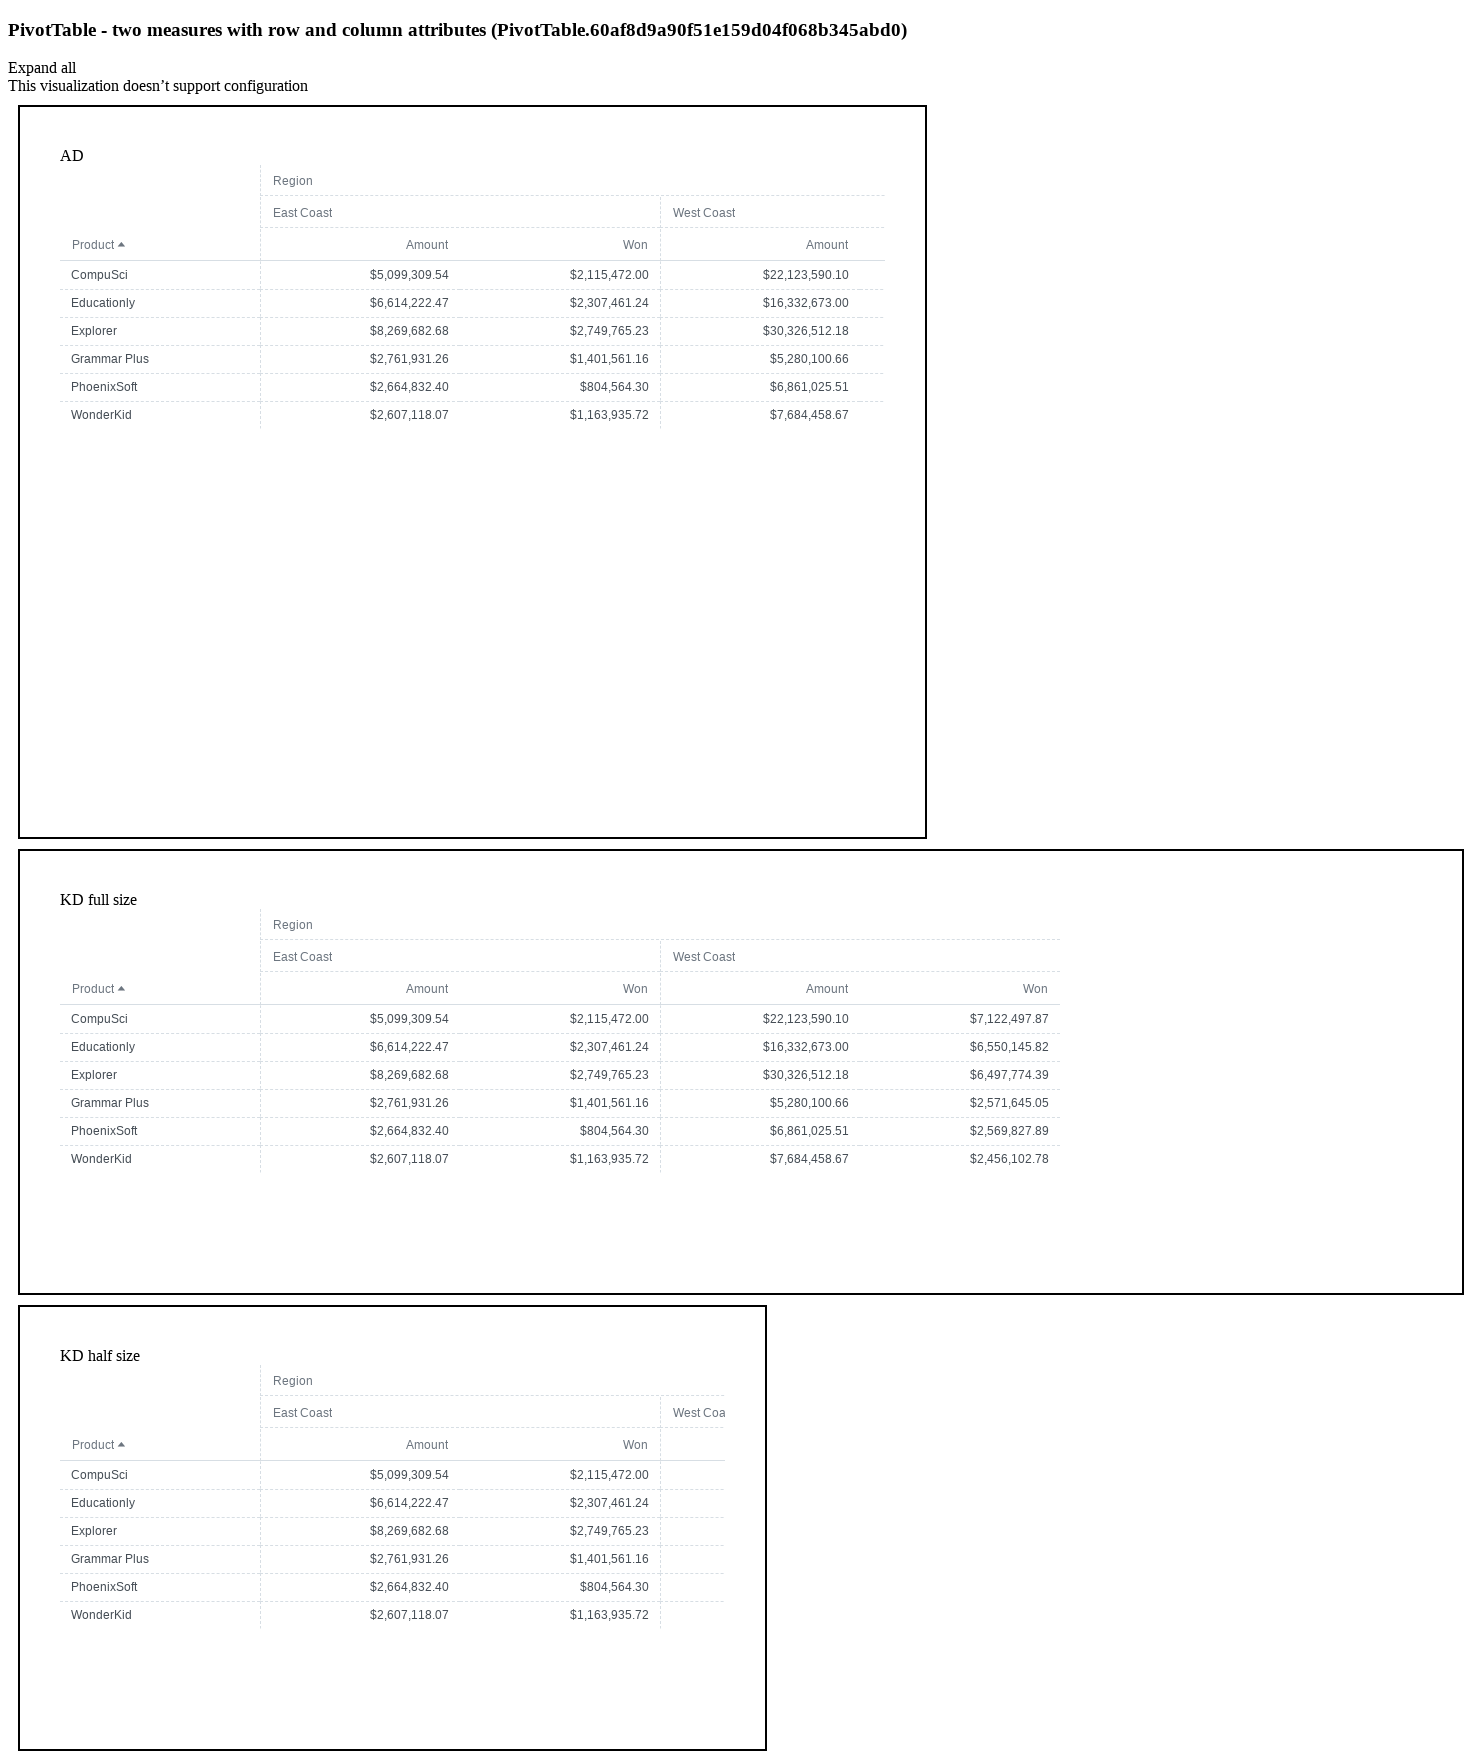 PivotTable - two measures with row and column attributes (PivotTable.60af8d9a90f51e159d04f068b345abd0)
Expand all
This visualization doesn’t support configuration
AD
Region
East Coast West Coast
Product Amount Won Amount
CompuSci $5,099,309.54 $2,115,472.00 $22,123,590.10
Educationly $6,614,222.47 $2,307,461.24 $16,332,673.00
Explorer $8,269,682.68 $2,749,765.23 $30,326,512.18
Grammar Plus $2,761,931.26 $1,401,561.16 $5,280,100.66
PhoenixSoft $2,664,832.40 $804,564.30 $6,861,025.51
WonderKid $2,607,118.07 $1,163,935.72 $7,684,458.67
KD full size
Region
East Coast West Coast
Product Amount Won Amount Won
CompuSci $5,099,309.54 $2,115,472.00 $22,123,590.10 $7,122,497.87
Educationly $6,614,222.47 $2,307,461.24 $16,332,673.00 $6,550,145.82
Explorer $8,269,682.68 $2,749,765.23 $30,326,512.18 $6,497,774.39
Grammar Plus $2,761,931.26 $1,401,561.16 $5,280,100.66 $2,571,645.05
PhoenixSoft $2,664,832.40 $804,564.30 $6,861,025.51 $2,569,827.89
WonderKid $2,607,118.07 $1,163,935.72 $7,684,458.67 $2,456,102.78
KD half size
Region
East Coast West Coa
Product Amount Won
CompuSci $5,099,309.54 $2,115,472.00
Educationly $6,614,222.47 $2,307,461.24
Explorer $8,269,682.68 $2,749,765.23
Grammar Plus $2,761,931.26 $1,401,561.16
PhoenixSoft $2,664,832.40 $804,564.30
WonderKid $2,607,118.07 $1,163,935.72